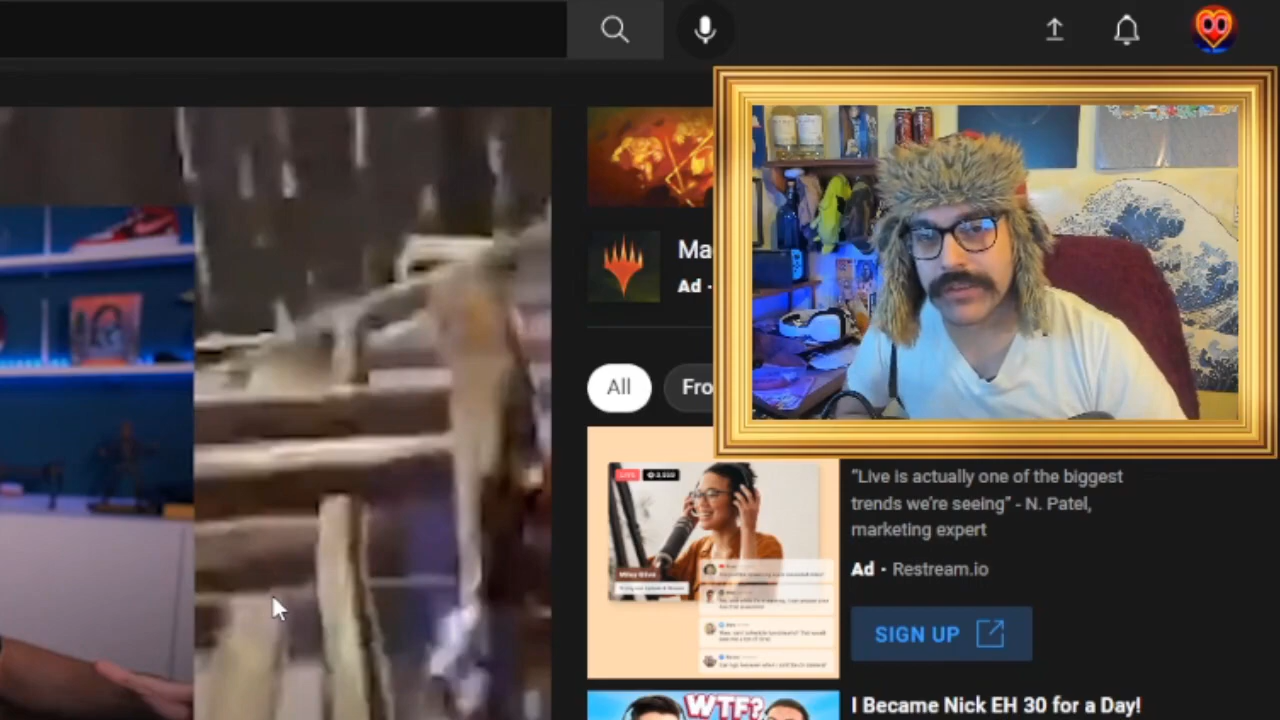 Ma
Ad ·
All
Fro
LIVE
“Live is actually one of the biggest
trends we're seeing” - N. Patel,
marketing expert
Ad · Restream.io
SIGN UP
WTF?
I Became Nick EH 30 for a Day!